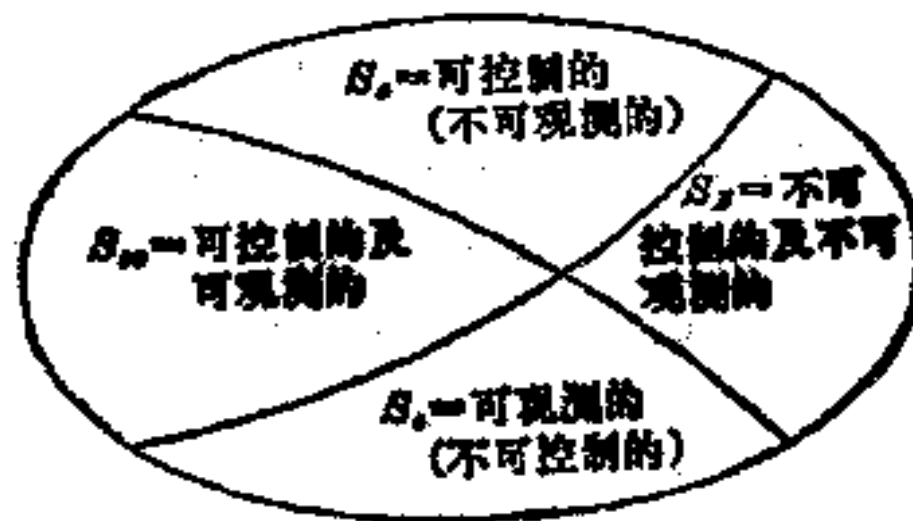 S_c=可控制的
(不可观测的)
S_co=可控制的及
可观测的
S_f=不可
控制的及不可
观测的
S_o=可观测的
(不可控制的)